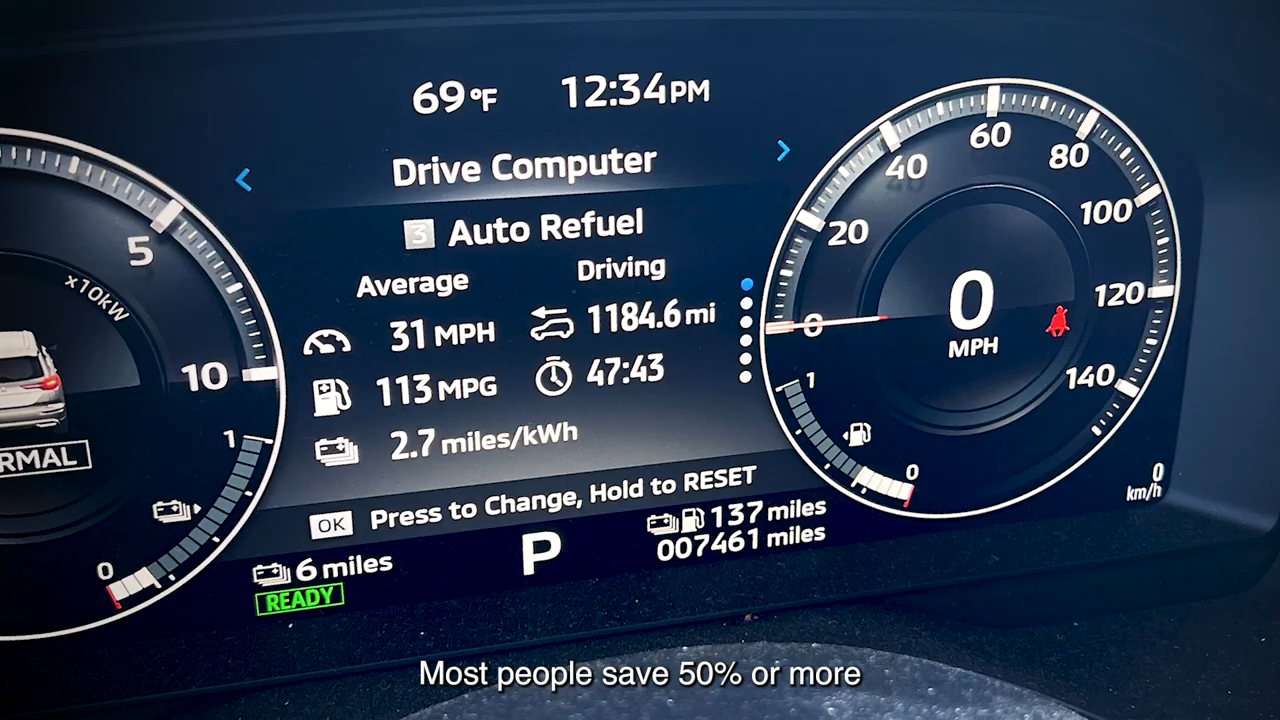 69°F 12:34PM
Drive Computer
3 Auto Refuel
Average Driving
31 MPH 1184.6 mi
113 MPG 47:43
2.7 miles/kWh
OK Press to Change, Hold to RESET
6 miles P 137 miles
READY 007461 miles
5
x10kW
10
1
0
RMAL
20
40
60
80
100
120
140
0
0
MPH
1
0
0
km/h
Most people save 50% or more